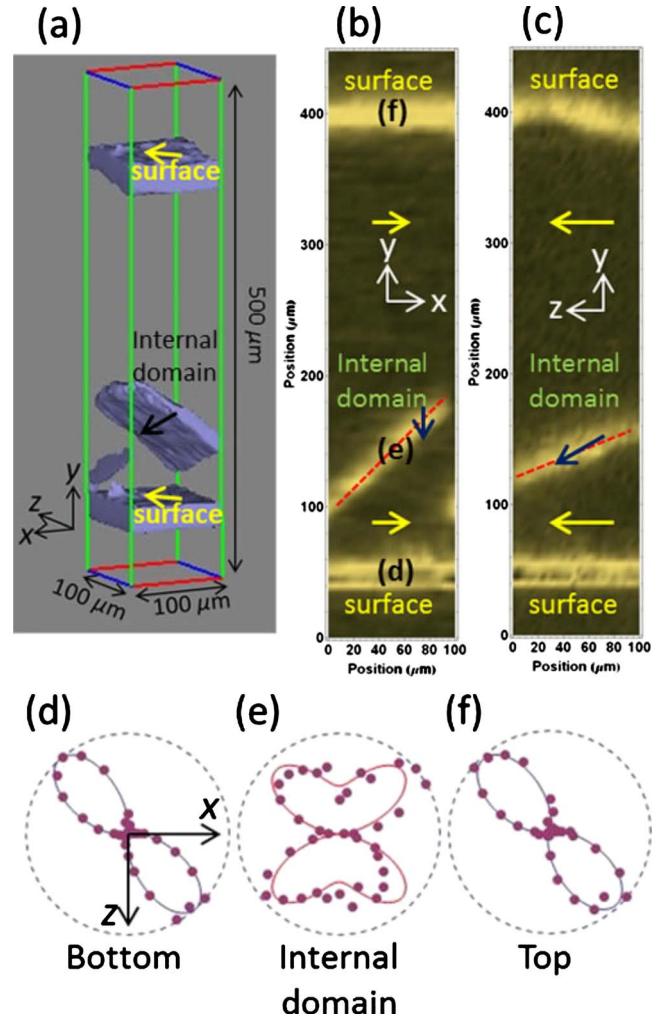 (a)
(b)
(c)
surface
500 μm
Internal
domain
surface
y
z
x
100 μm
100 μm
surface
(f)
400
300
y
x
Internal
domain
200
(e)
100
(d)
surface
0
0 20 40 60 80 100
Position (μm)
Position (μm)
surface
400
300
y
z
Internal
domain
200
100
surface
0
0 20 40 60 80 100
Position (μm)
Position (μm)
(d)
(e)
(f)
X
Z
Bottom
Internal
domain
Top